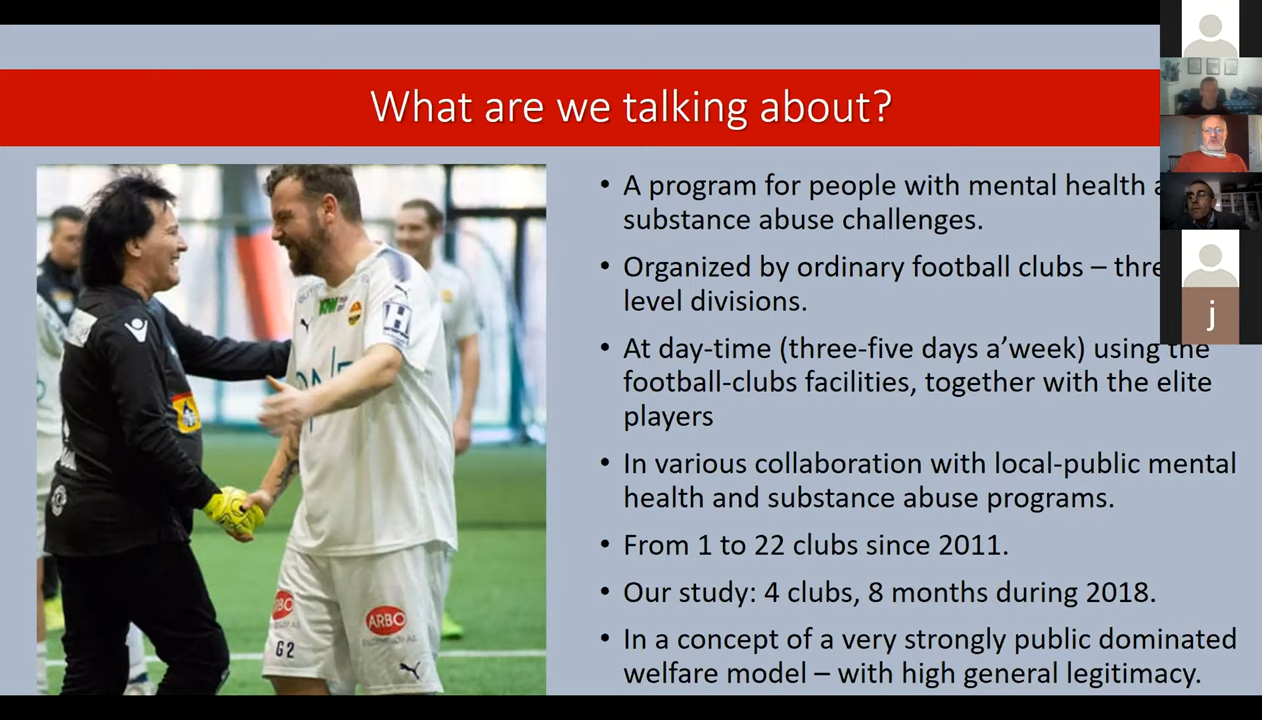 What are we talking about?
• A program for people with mental health
substance abuse challenges.
• Organized by ordinary football clubs –
level divisions.
• At day-time (three-five days a’week) using the
football-clubs facilities, together with the elite
players
• In various collaboration with local-public mental
health and substance abuse programs.
• From 1 to 22 clubs since 2011.
• Our study: 4 clubs, 8 months during 2018.
• In a concept of a very strongly public dominated
welfare model – with high general legitimacy.
j
H
ARBO
ARBO
G2